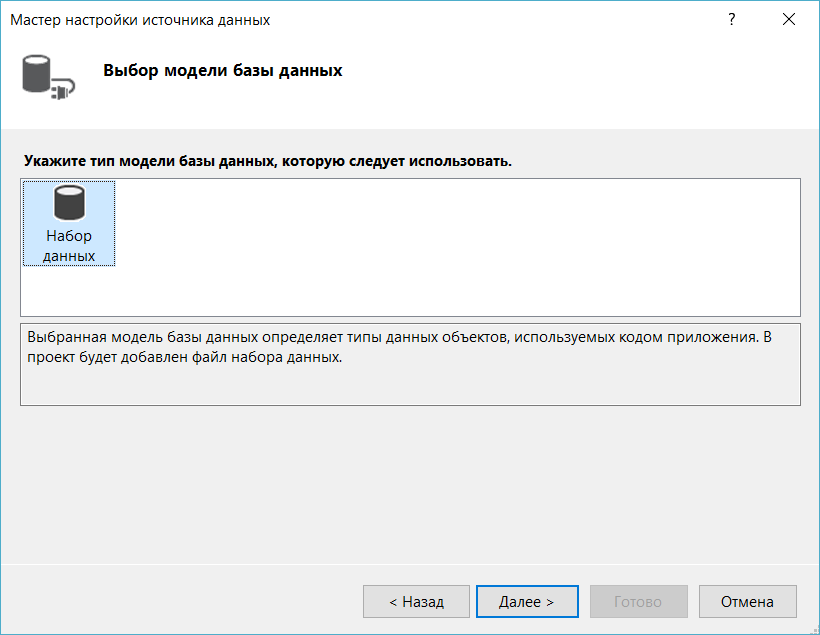 Мастер настройки источника данных
?
Выбор модели базы данных
Укажите тип модели базы данных, которую следует использовать.
Набор
данных
Выбранная модель базы данных определяет типы данных объектов, используемых кодом приложения. В
проект будет добавлен файл набора данных.
< Назад
Далее >
Готово
Отмена